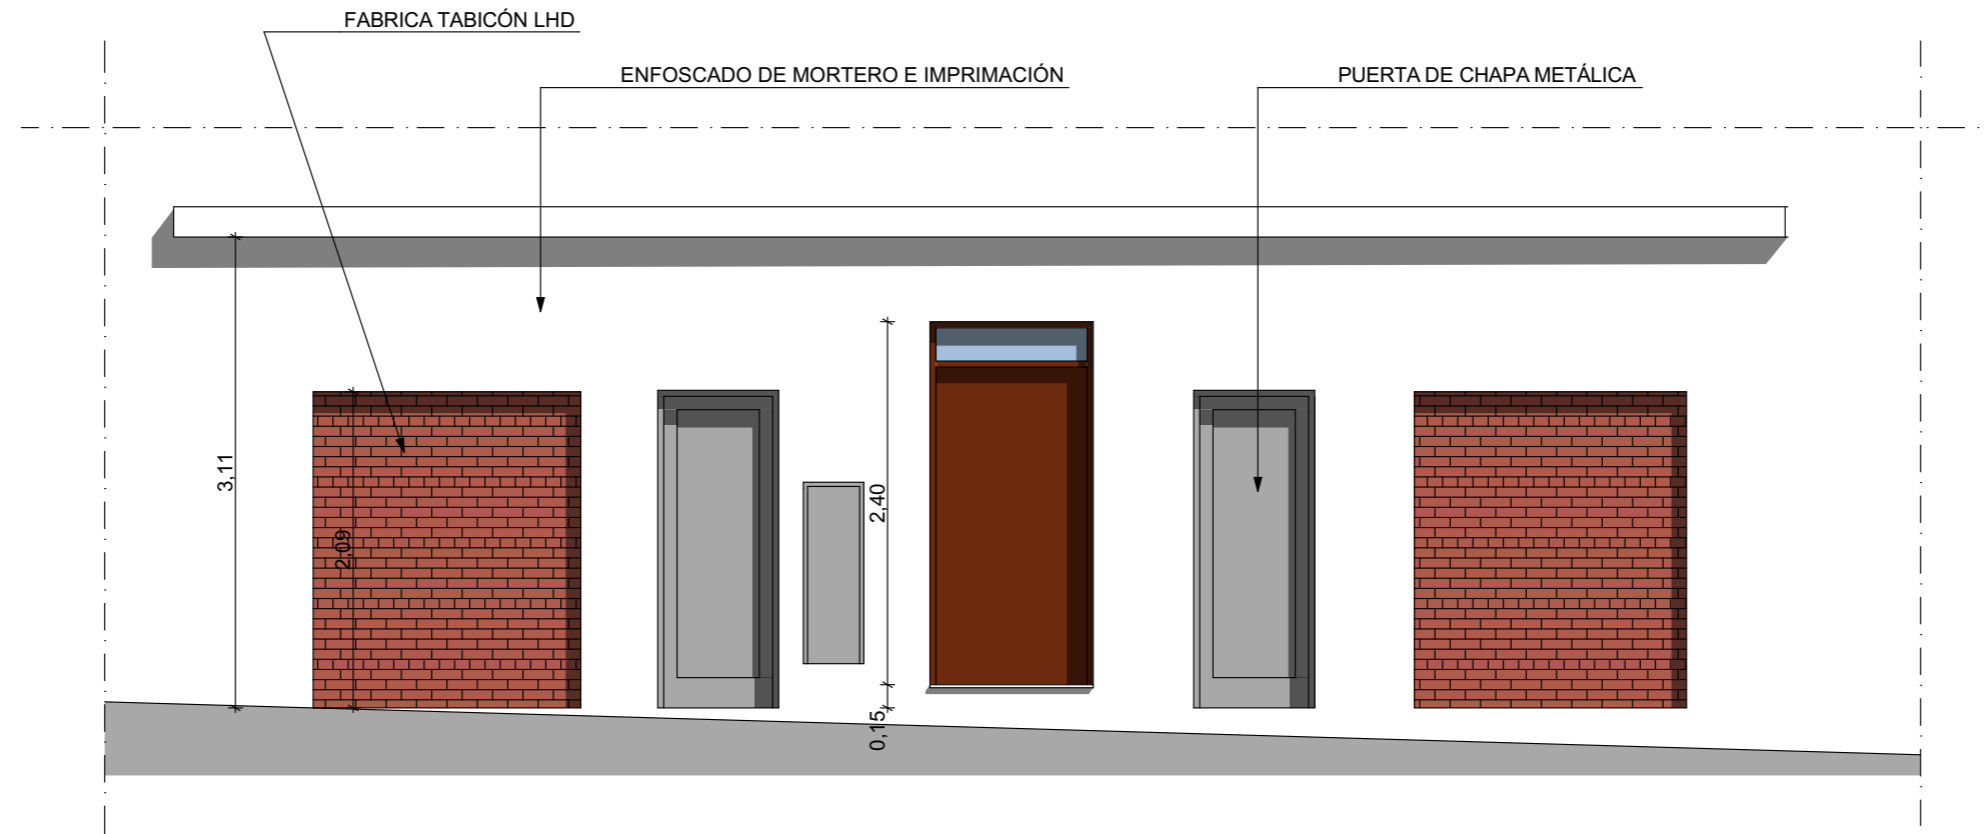 FABRICA TABICÓN LHD
ENFOSCADO DE MORTERO E IMPRIMACIÓN
PUERTA DE CHAPA METÁLICA
3,11
2,09
2,40
0,15